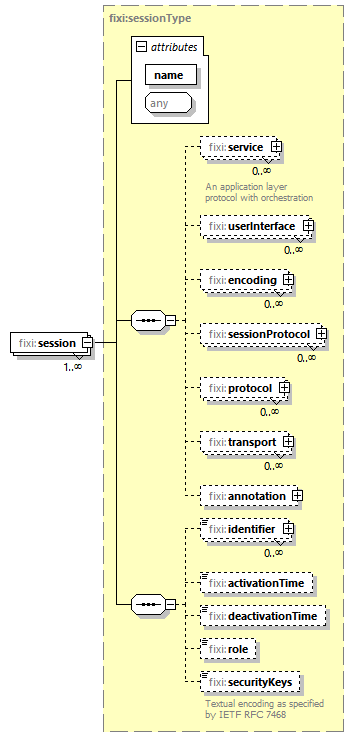 fixi:sessionType
attributes
name
any
fixi:service
0..∞
An application layer
protocol with orchestration
fixi:userInterface
0..∞
fixi:encoding
0..∞
fixi:sessionProtocol
0..∞
fixi:session
1..∞
fixi:protocol
0..∞
fixi:transport
0..∞
fixi:annotation
fixi:identifier
0..∞
fixi:activationTime
fixi:deactivationTime
fixi:role
fixi:securityKeys
Textual encoding as specified
by IETF RFC 7468